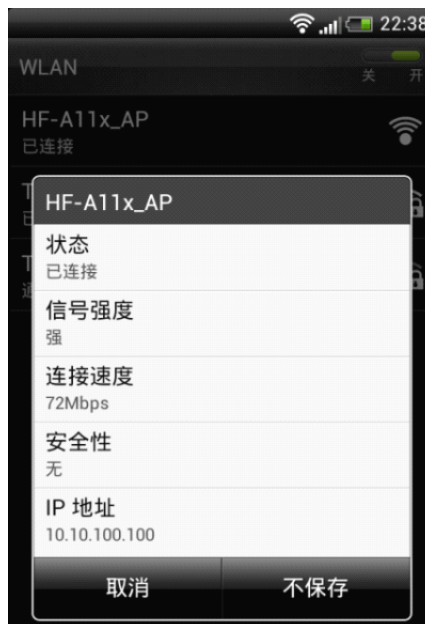 22:38
WLAN
关 开
HF-A11x_AP
已连接
HF-A11x_AP
状态
已连接
信号强度
强
连接速度
72Mbps
安全性
无
IP 地址
10.10.100.100
取消 不保存